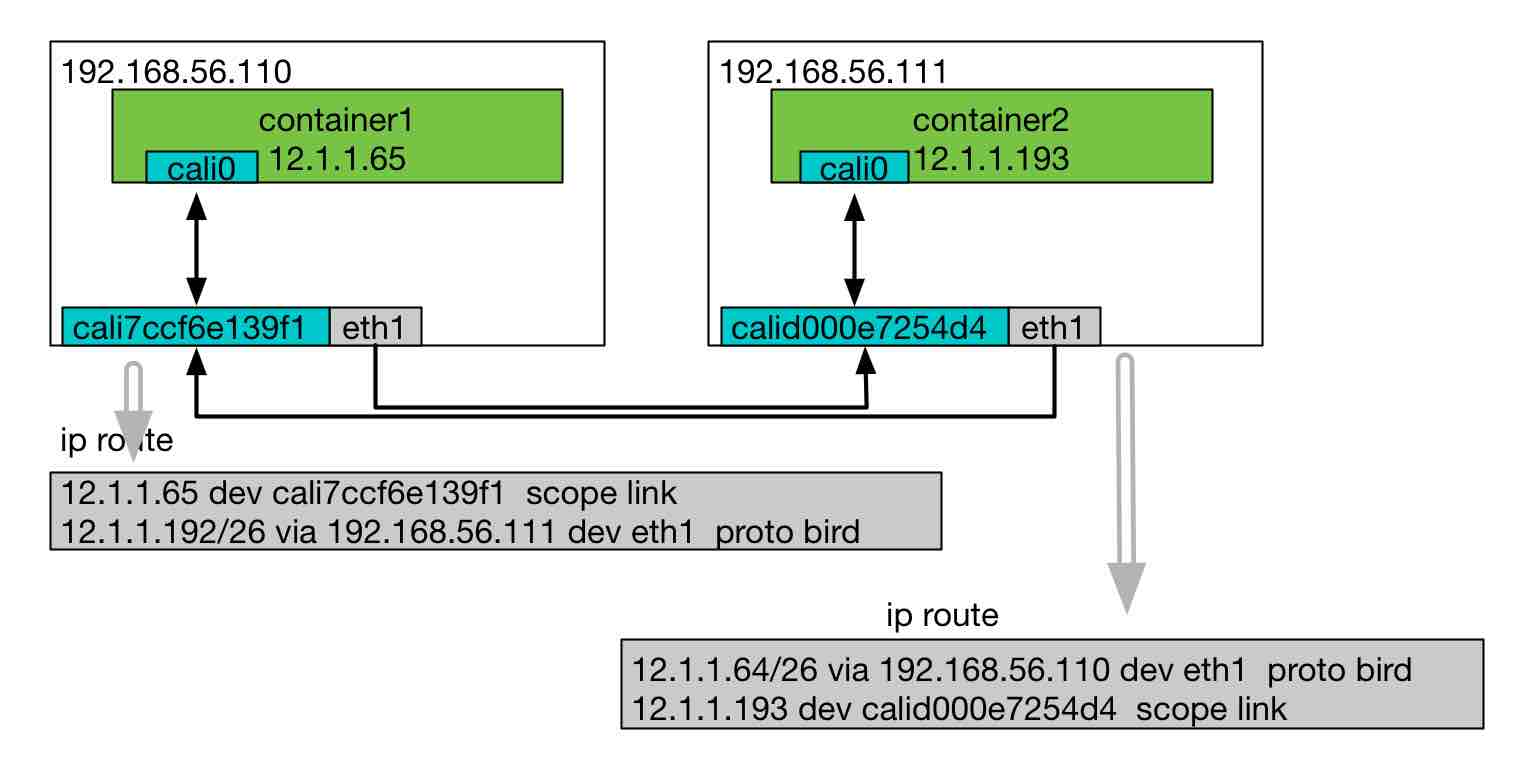 192.168.56.110
container1
cali0 12.1.1.65
cali7ccf6e139f1 eth1
192.168.56.111
container2
cali0 12.1.1.193
calid000e7254d4 eth1
ip route
12.1.1.65 dev cali7ccf6e139f1  scope link
12.1.1.192/26 via 192.168.56.111 dev eth1  proto bird
ip route
12.1.1.64/26 via 192.168.56.110 dev eth1  proto bird
12.1.1.193 dev calid000e7254d4  scope link